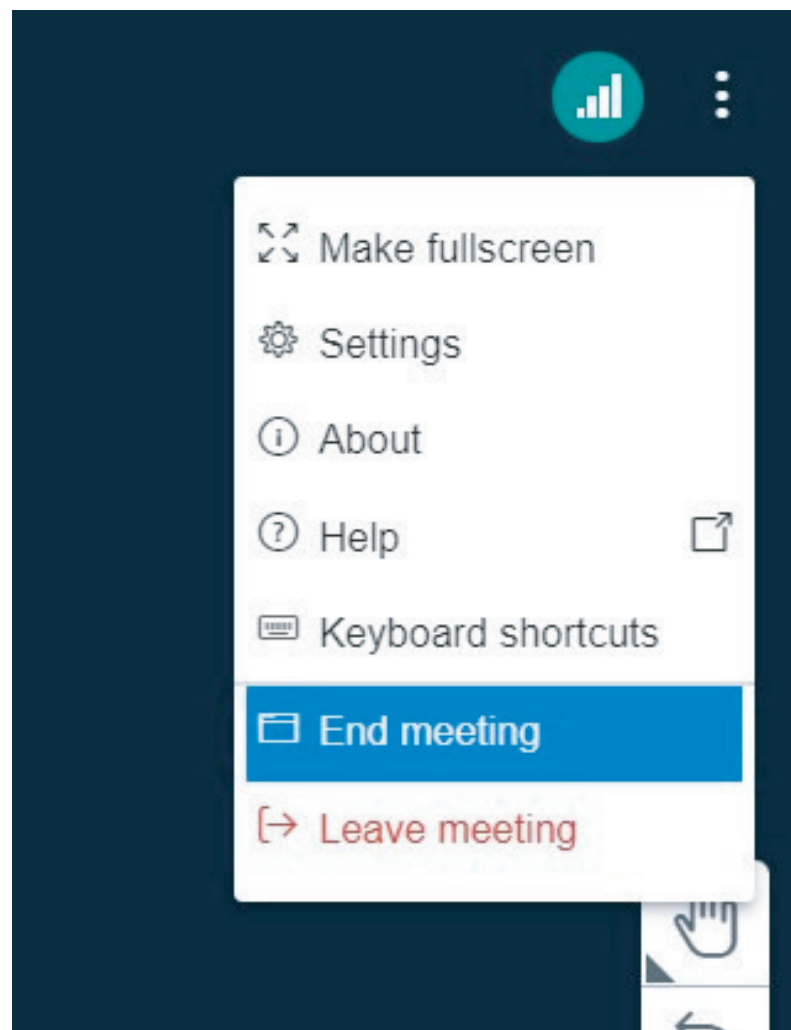 Make fullscreen
Settings
About
Help
Keyboard shortcuts
End meeting
Leave meeting